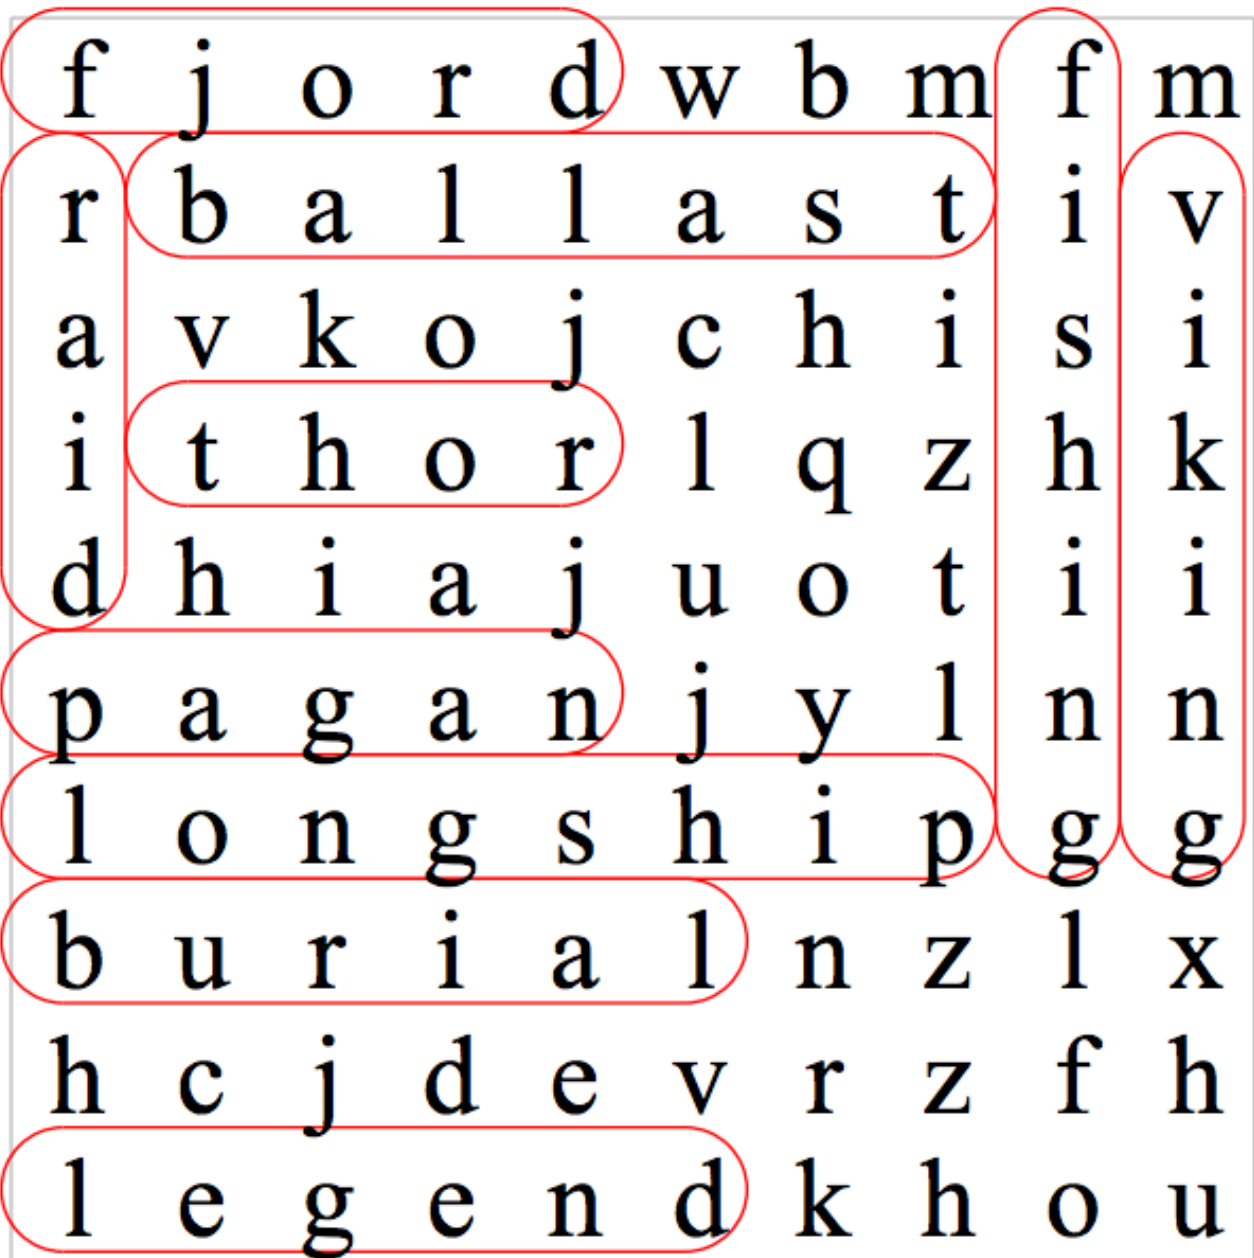 f j o r d w b m f m
r b a l l a s t i v
a v k o j c h i s i
i t h o r l q z h k
d h i a j u o t i i
p a g a n j y l n n
l o n g s h i p g g
b u r i a l n z l x
h c j d e v r z f h
l e g e n d k h o u